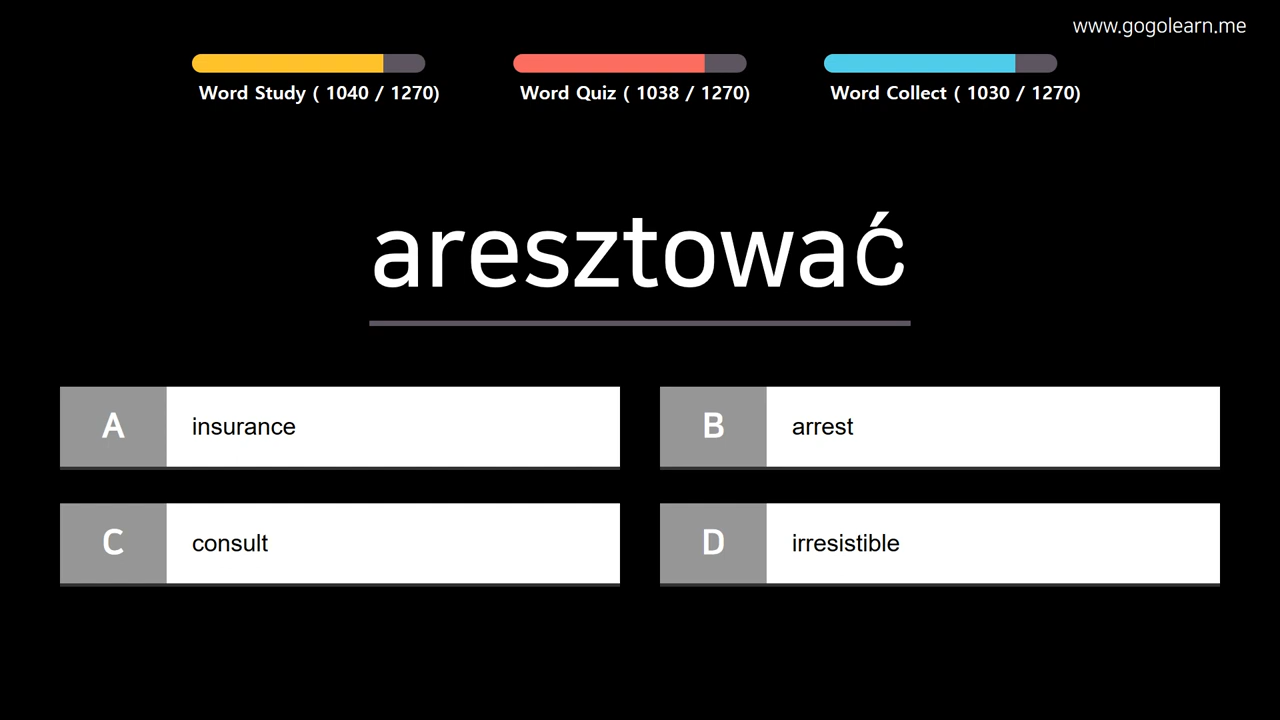 www.gogolearn.me
Word Study ( 1040 / 1270)
Word Quiz ( 1038 / 1270)
Word Collect ( 1030 / 1270)
aresztować
A insurance
B arrest
C consult
D irresistible